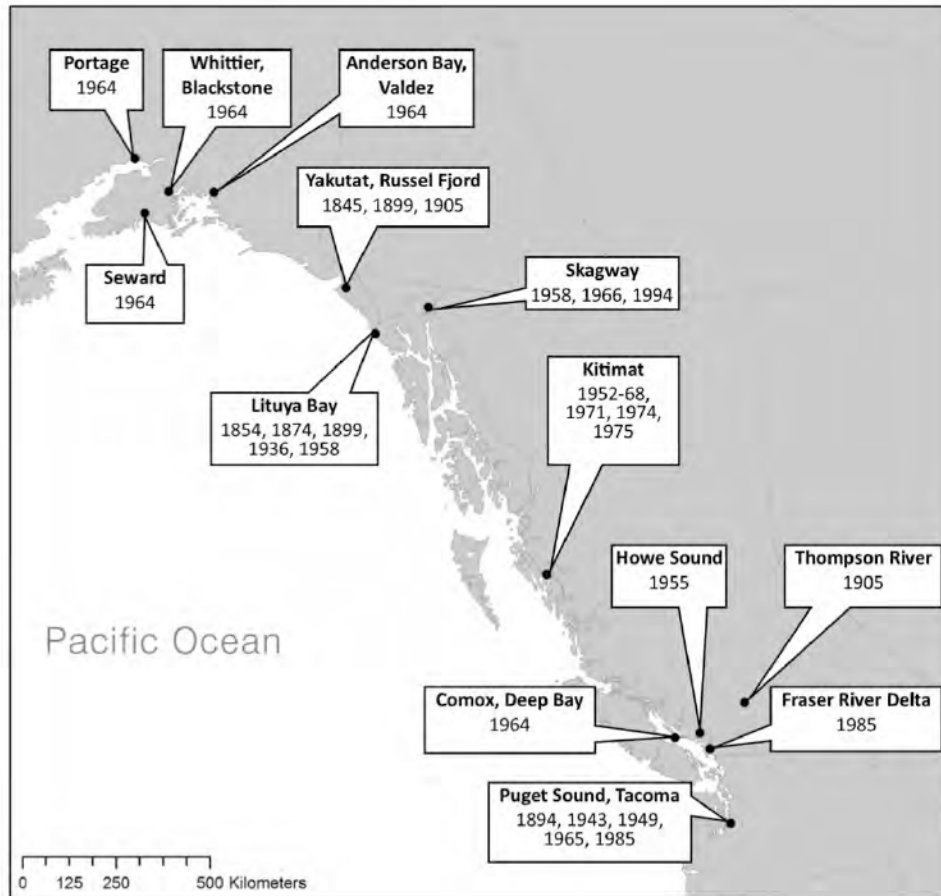 Portage
1964
Whittier,
Blackstone
1964
Anderson Bay,
Valdez
1964
Yakutat, Russel Fjord
1845, 1899, 1905
Seward
1964
Skagway
1958, 1966, 1994
Lituya Bay
1854, 1874, 1899,
1936, 1958
Kitimat
1952-68,
1971, 1974,
1975
Howe Sound
1955
Thompson River
1905
Pacific Ocean
Comox, Deep Bay
1964
Fraser River Delta
1985
Puget Sound, Tacoma
1894, 1943, 1949,
1965, 1985
0 125 250 500 Kilometers